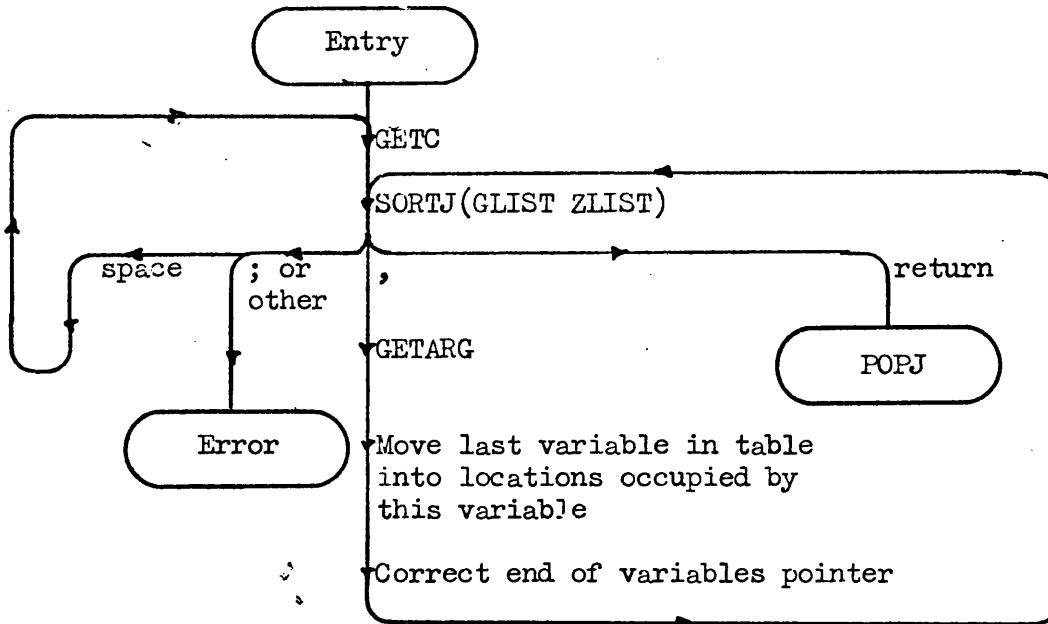 Entry
GETC
SORTJ(GLIST ZLIST)
space
; or
other
,
return
GETARG
POPJ
Error
Move last variable in table
into locations occupied by
this variable
Correct end of variables pointer